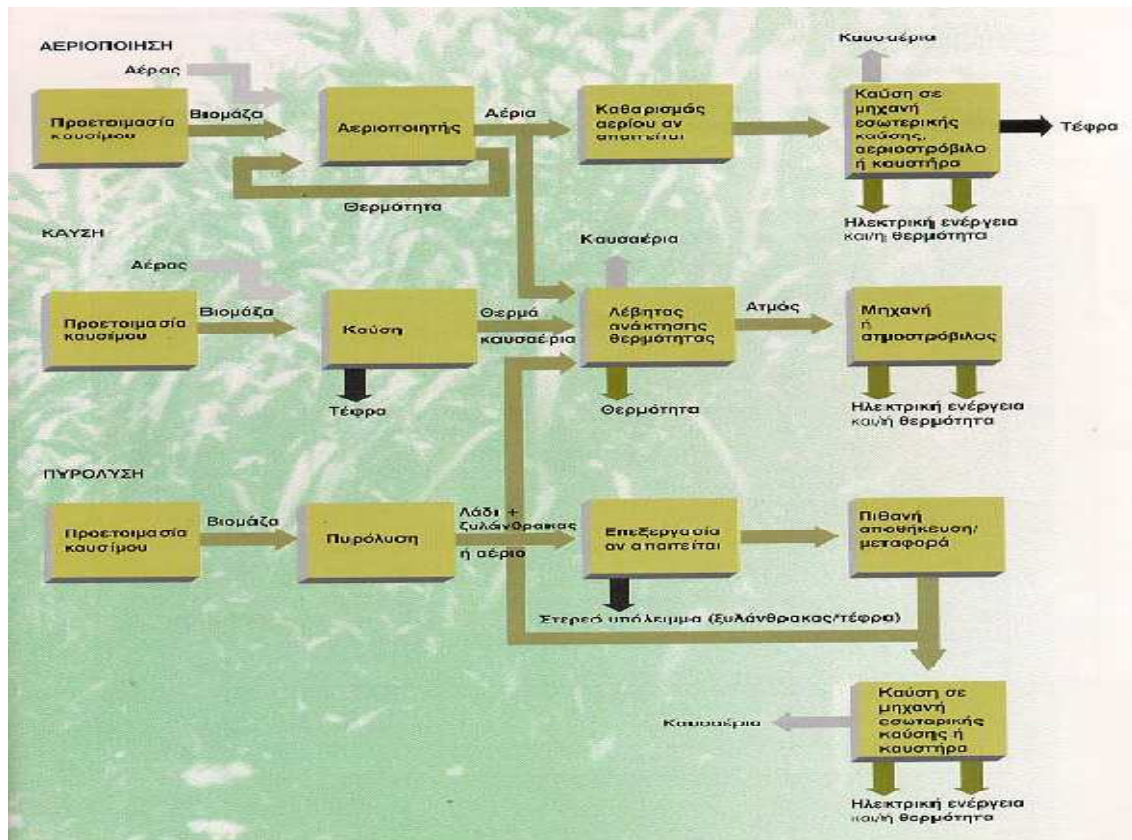 ΑΕΡΙΟΠΟΙΗΣΗ
Αέρας
Προετοιμασία
καυσίμου
Βιομάζα
Αεριοποιητής
Αέρια
Θερμότητα
Καθαρισμός
αερίου αν
απαιτείται
Καυσαέρια
Καύση σε
μηχανή
εσωτερικής
καύσης,
αεριοστρόβιλο
ή καυστήρα
Τέφρα
Ηλεκτρική ενέργεια
και/η θερμότητα
ΚΑΥΣΗ
Αέρας
Προετοιμασία
καυσίμου
Βιομάζα
Καύση
Τέφρα
Θερμά
καυσαέρια
Καυσαέρια
Λέβητας
ανάκτησης
θερμότητας
Θερμότητα
Ατμός
Μηχανή
ή
ατμοστρόβιλος
Ηλεκτρική ενέργεια
και/ή θερμότητα
ΠΥΡΟΛΥΣΗ
Προετοιμασία
καυσίμου
Βιομάζα
Πυρόλυση
Λάδι +
ξυλάνθρακας
ή αέριο
Επεξεργασία
αν απαιτείται
Στερεό υπόλειμμα (ξυλάνθρακας/τέφρα)
Πιθανή
αποθήκευση/
μεταφορά
Καυσαέρια
Καύση σε
μηχανή
εσωτερικής
καύσης ή
καυστήρα
Ηλεκτρική ενέργεια
και/ή θερμότητα